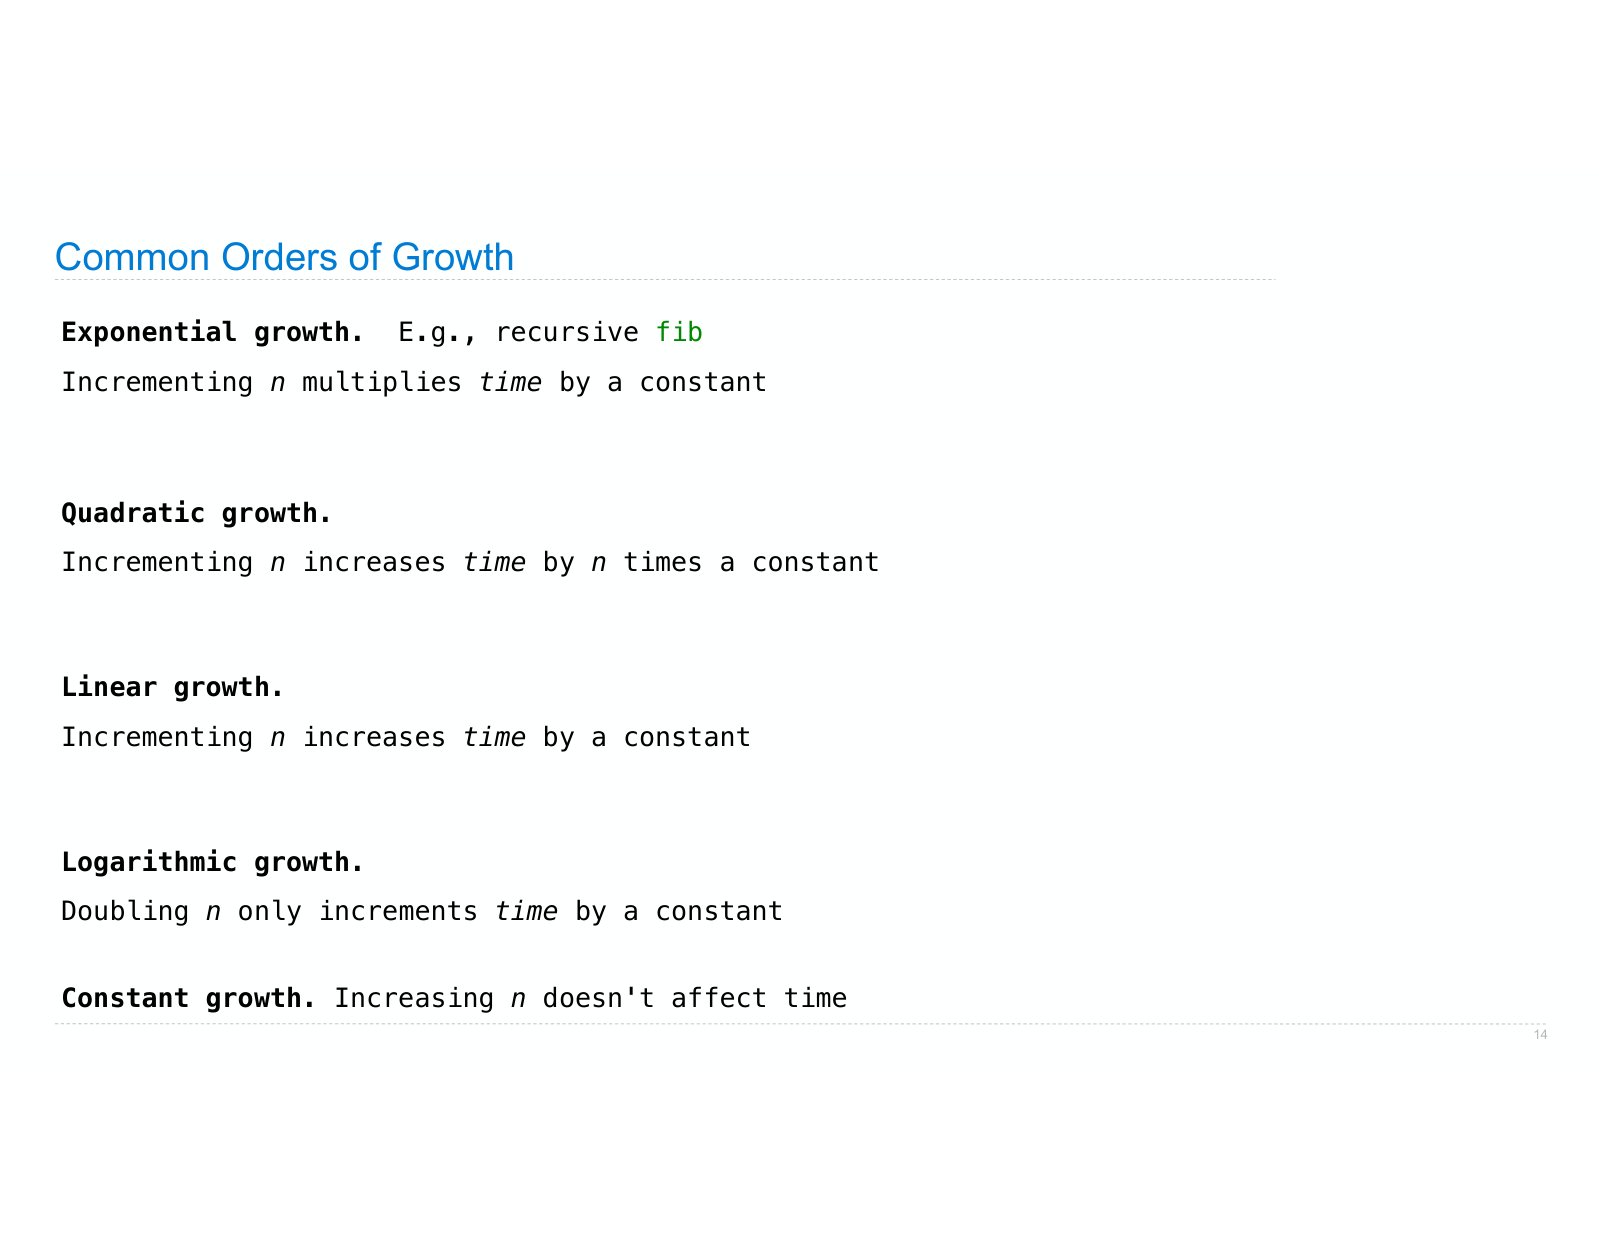 Common Orders of Growth
Exponential growth.  E.g., recursive fib
Incrementing n multiplies time by a constant
Quadratic growth.
Incrementing n increases time by n times a constant
Linear growth.
Incrementing n increases time by a constant
Logarithmic growth.
Doubling n only increments time by a constant
Constant growth. Increasing n doesn't affect time
14